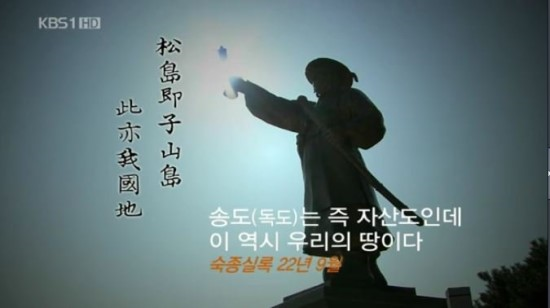 KBS1 HD
松島即子山島
此亦我國地
송도(독도)는 즉 자산도인데
이 역시 우리의 땅이다
숙종실록 22년 9월